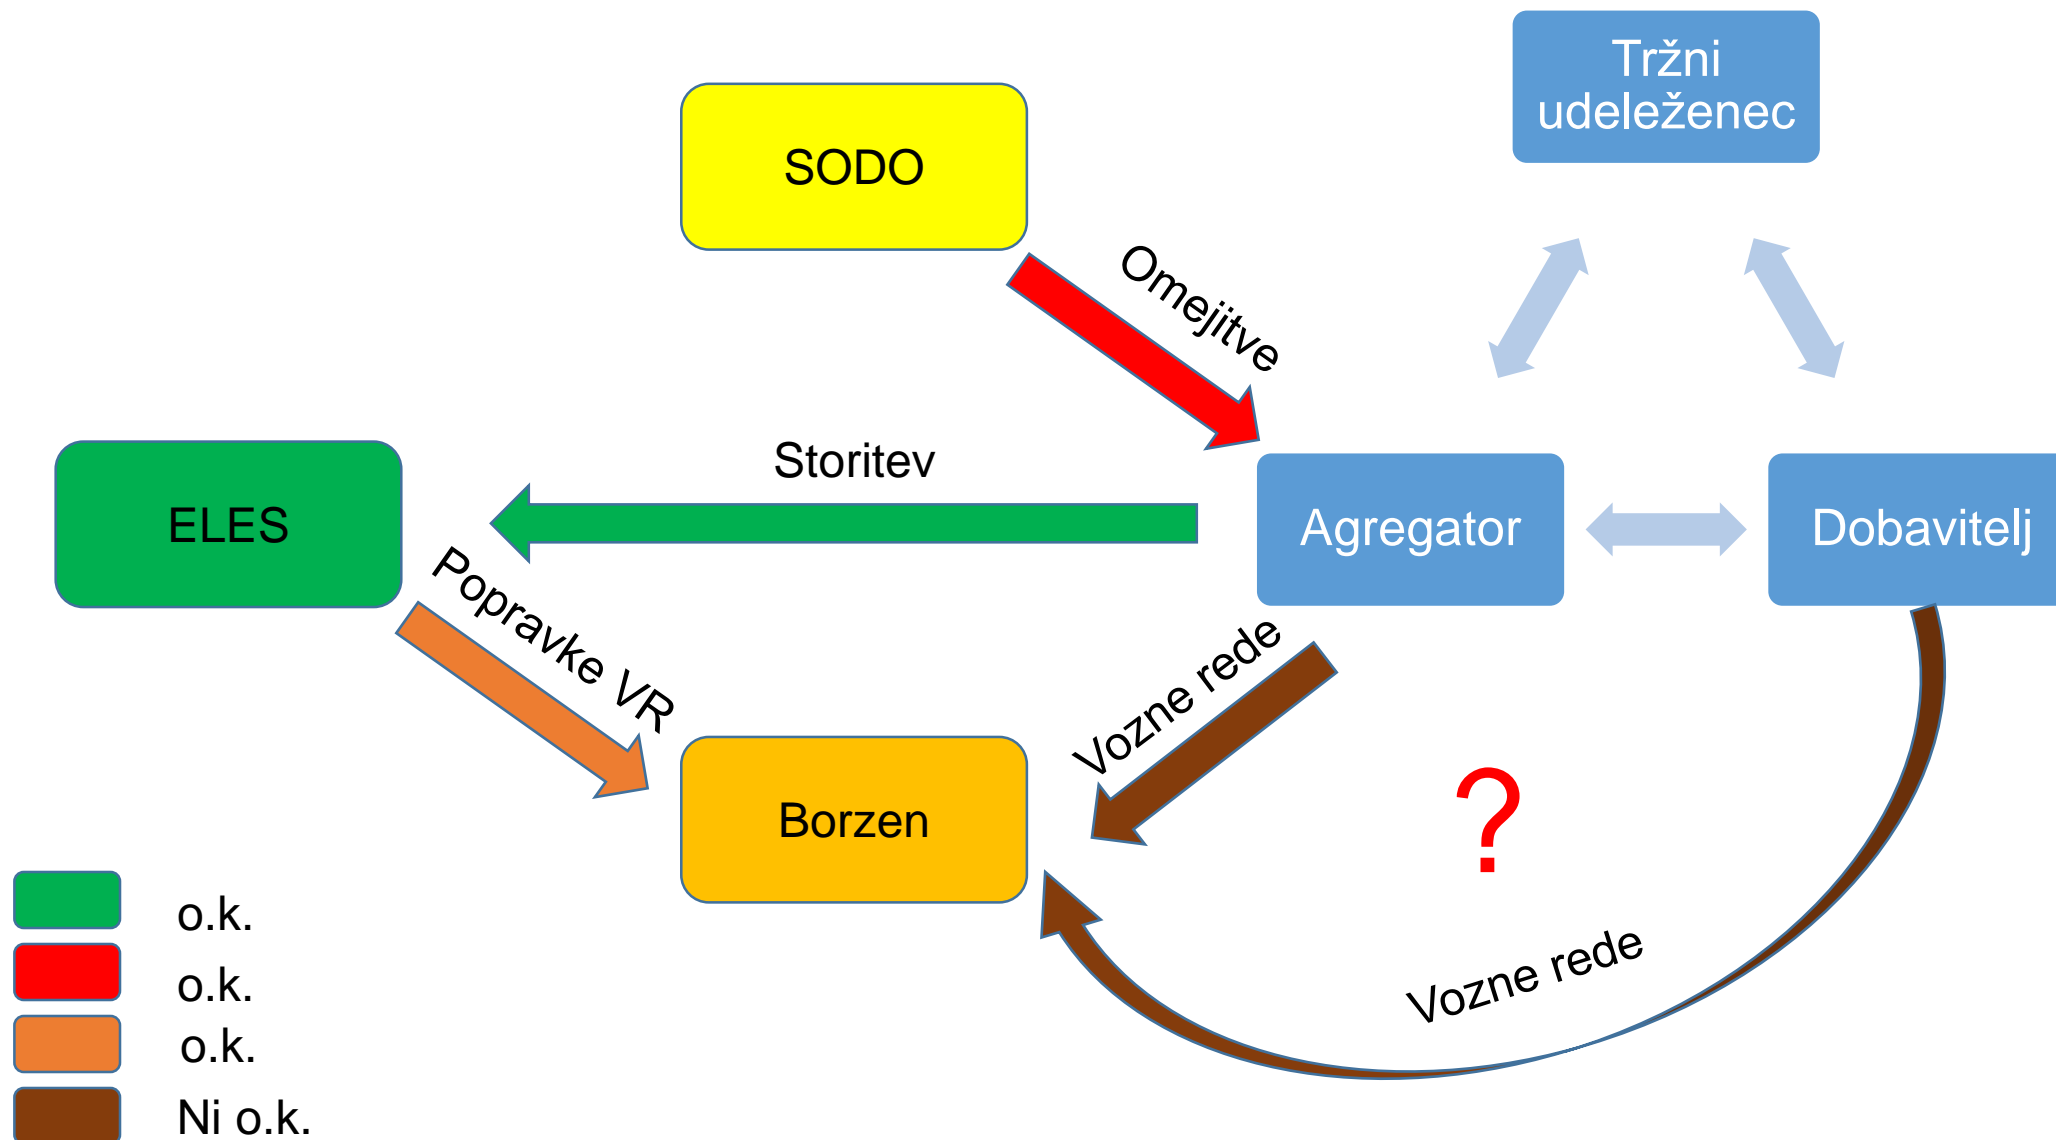 Tržni
udeleženec
SODO
Omejitve
Storitev
ELES
Agregator
Dobavitelj
Popravke VR
Vozne rede
Borzen
?
Vozne rede
o.k.
o.k.
o.k.
Ni o.k.